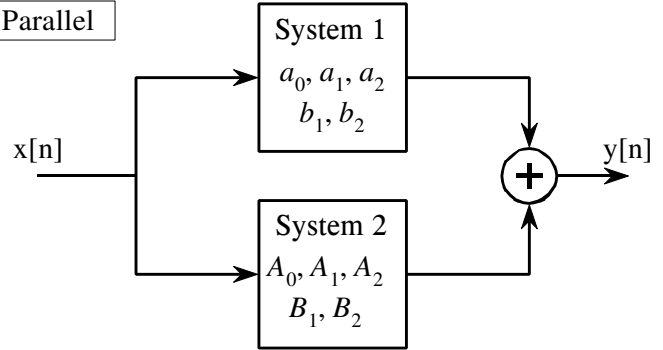 Parallel
System 1
a₀, a₁, a₂
b₁, b₂
x[n]
+
y[n]
System 2
A₀, A₁, A₂
B₁, B₂